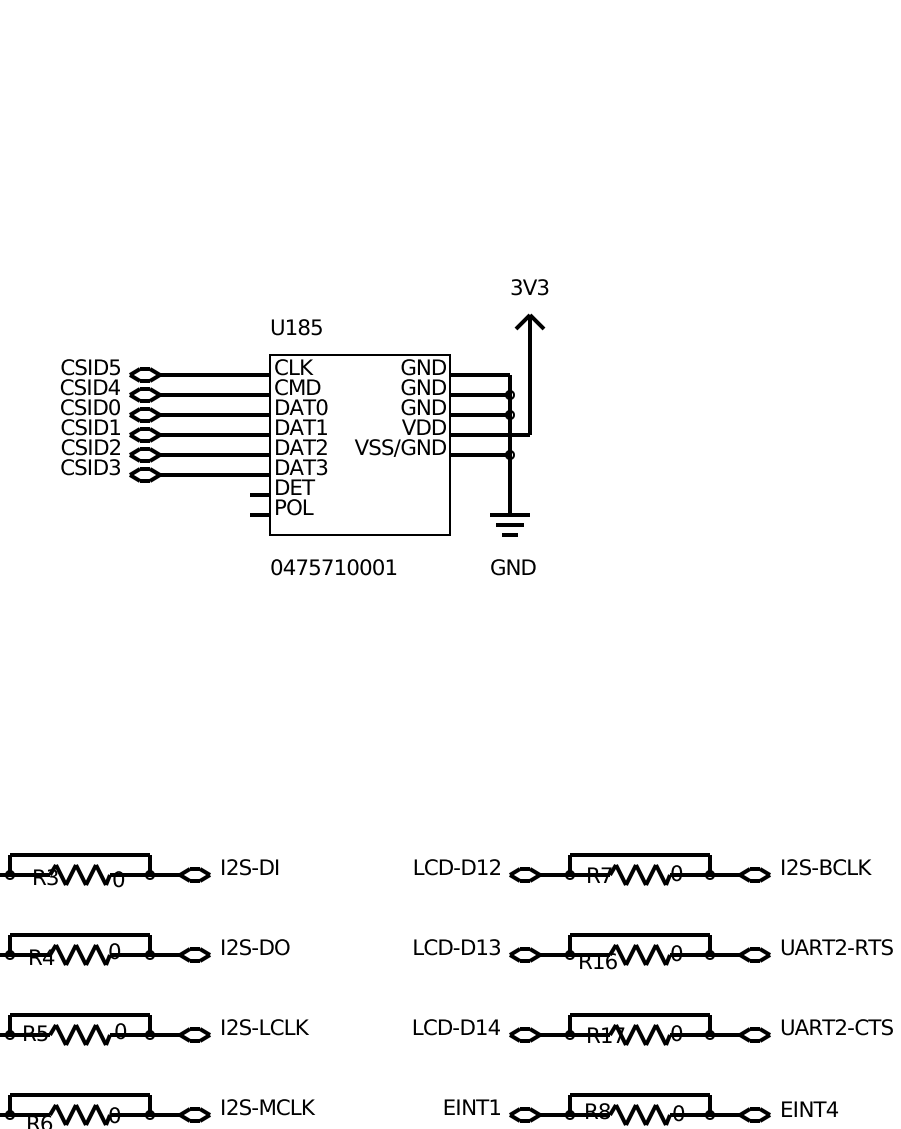 3V3
U185
CSID5 CLK GND
CSID4 CMD GND
CSID0 DAT0 GND
CSID1 DAT1 VDD
CSID2 DAT2 VSS/GND
CSID3 DAT3
DET
POL
0475710001 GND
R3 0 I2S-DI LCD-D12 R7 0 I2S-BCLK
R4 0 I2S-DO LCD-D13 R16 0 UART2-RTS
R5 0 I2S-LCLK LCD-D14 R17 0 UART2-CTS
R6 0 I2S-MCLK EINT1 R8 0 EINT4